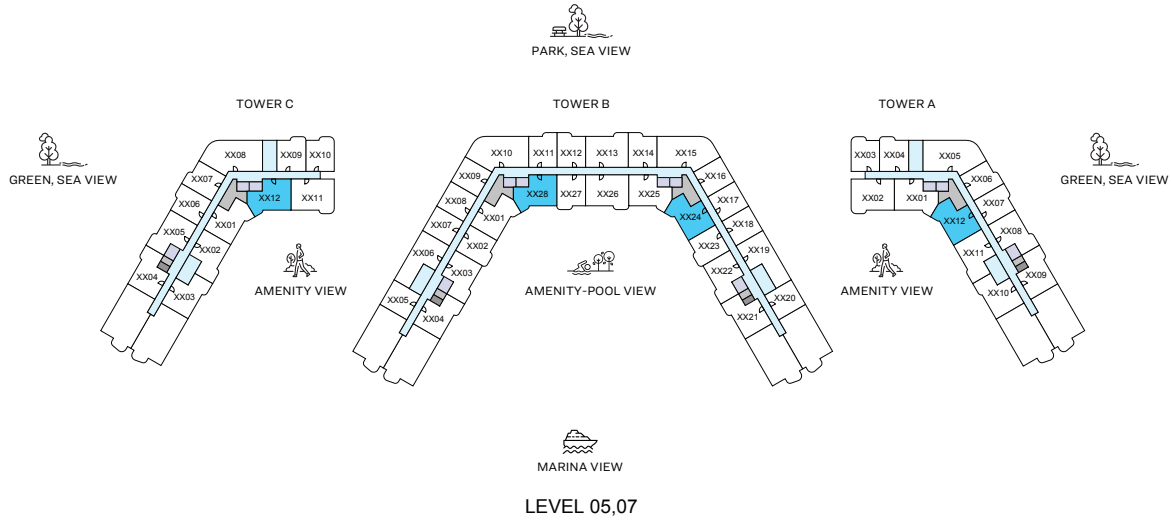 PARK, SEA VIEW
TOWER C
TOWER B
TOWER A
GREEN, SEA VIEW
GREEN, SEA VIEW
XX08
XX09
XX10
XX07
XX12
XX11
XX06
XX01
XX05
XX02
XX04
XX03
XX10
XX11
XX12
XX13
XX14
XX15
XX09
XX28
XX27
XX26
XX25
XX16
XX08
XX01
XX24
XX17
XX07
XX02
XX23
XX18
XX06
XX03
XX22
XX19
XX05
XX04
XX21
XX20
XX03
XX04
XX05
XX02
XX01
XX06
XX12
XX07
XX11
XX08
XX10
XX09
AMENITY VIEW
AMENITY-POOL VIEW
AMENITY VIEW
MARINA VIEW
LEVEL 05,07